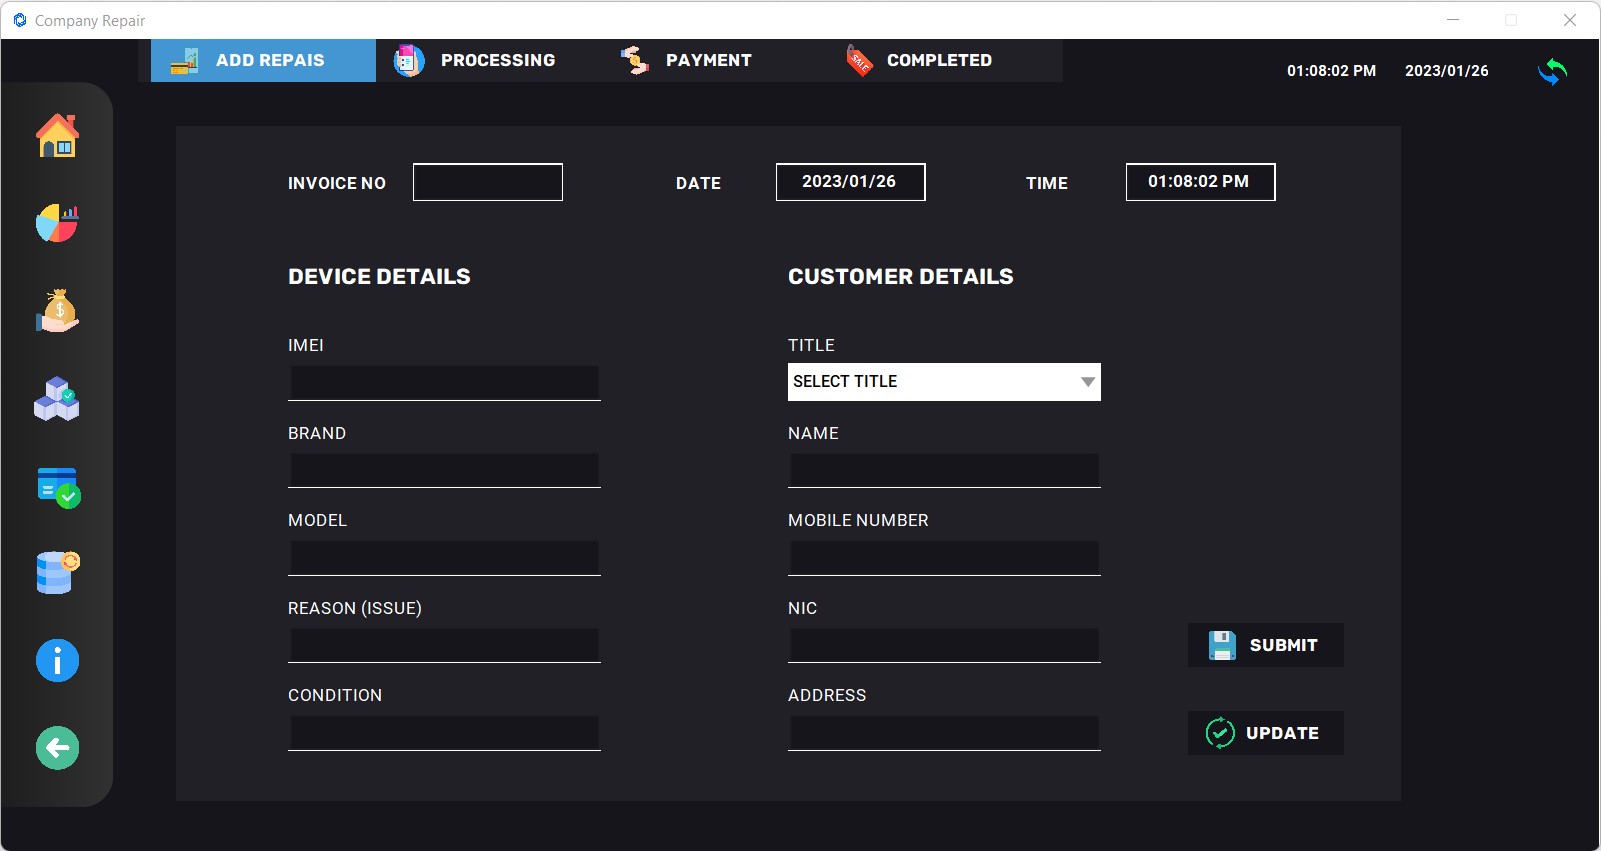 Company Repair
ADD REPAIS
PROCESSING
PAYMENT
SALE
COMPLETED
01:08:02 PM
2023/01/26
INVOICE NO
DATE
2023/01/26
TIME
01:08:02 PM
DEVICE DETAILS
CUSTOMER DETAILS
IMEI
TITLE
SELECT TITLE
BRAND
NAME
MODEL
MOBILE NUMBER
REASON (ISSUE)
NIC
SUBMIT
CONDITION
ADDRESS
UPDATE